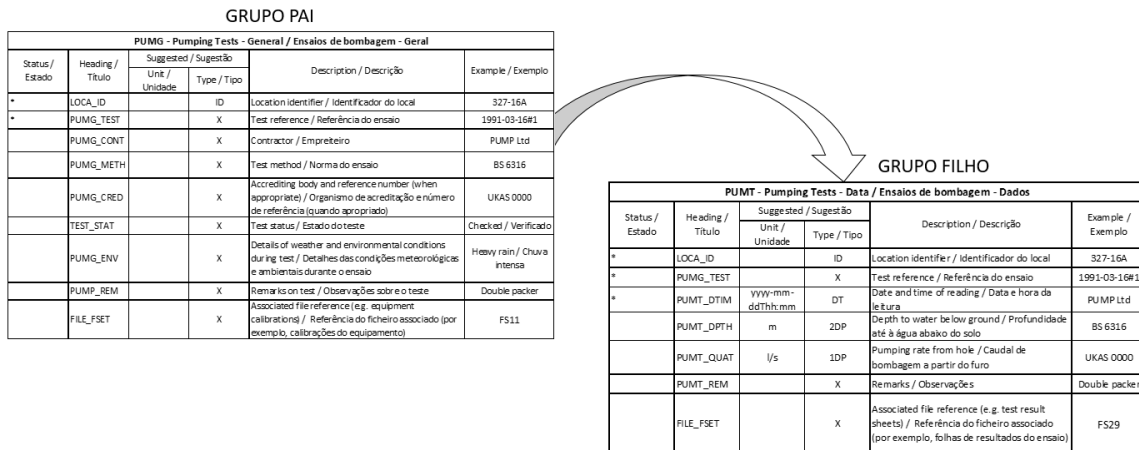 GRUPO PAI
PUMG - Pumping Tests - General / Ensaios de bombagem - Geral
Status / Estado
Heading / Título
Suggested / Sugestão
Unit / Unidade
Type / Tipo
Description / Descrição
Example / Exemplo
* LOCA_ID ID Location identifier / Identificador do local 327-16A
* PUMG_TEST X Test reference / Referência do ensaio 1991-03-16#1
PUMG_CONT X Contractor / Empreiteiro PUMP Ltd
PUMG_METH X Test method / Norma do ensaio BS 6316
PUMG_CRED X Accrediting body and reference number (when
appropriate) / Organismo de acreditação e número
de referência (quando apropriado) UKAS 0000
TEST_STAT X Test status / Estado do teste Checked / Verificado
PUMG_ENV X Details of weather and environmental conditions
during test / Detalhes das condições meteorológicas
e ambientais durante o ensaio Heavy rain / Chuva intensa
PUMP_REM X Remarks on test / Observações sobre o teste Double packer
FILE_FSET X Associated file reference (e.g. equipment
calibrations) / Referência do ficheiro associado (por
exemplo, calibrações do equipamento) FS11
GRUPO FILHO
PUMT - Pumping Tests - Data / Ensaios de bombagem - Dados
Status / Estado
Heading / Título
Suggested / Sugestão
Unit / Unidade
Type / Tipo
Description / Descrição
Example / Exemplo
* LOCA_ID ID Location identifier / Identificador do local 327-16A
* PUMG_TEST X Test reference / Referência do ensaio 1991-03-16#1
* PUMT_DTIM yyyy-mm-ddThh:mm DT Date and time of reading / Data e hora da
leitura PUMP Ltd
PUMT_DPTH m 2DP Depth to water below ground / Profundidade
até à água abaixo do solo BS 6316
PUMT_QUAT l/s 1DP Pumping rate from hole / Caudal de
bombagem a partir do furo UKAS 0000
PUMT_REM X Remarks / Observações Double packer
FILE_FSET X Associated file reference (e.g. test result
sheets) / Referência do ficheiro associado
(por exemplo, folhas de resultados do ensaio) FS29